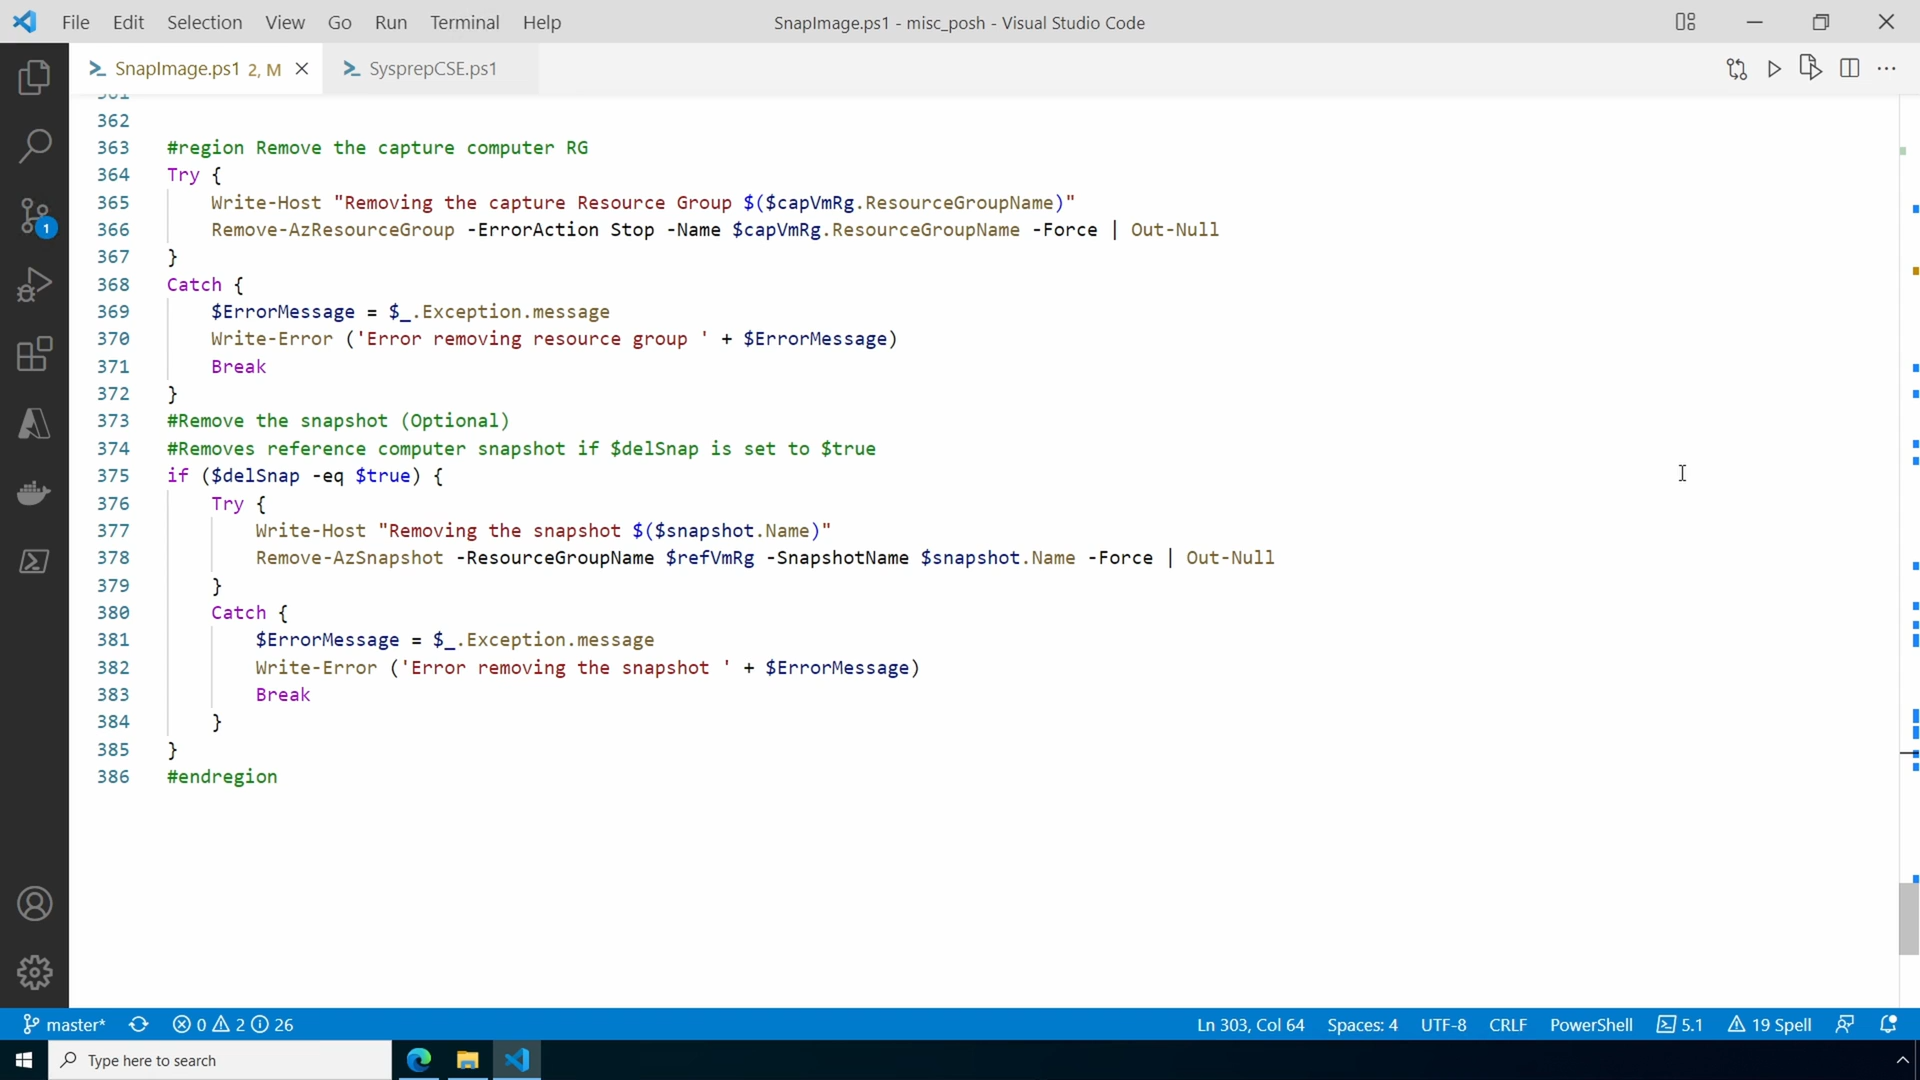 File Edit Selection View Go Run Terminal Help SnapImage.ps1 - misc_posh - Visual Studio Code
SnapImage.ps1 2, M SysprepCSE.ps1
361
362
363 #region Remove the capture computer RG
364 Try {
365 Write-Host "Removing the capture Resource Group $($capVmRg.ResourceGroupName)"
366 Remove-AzResourceGroup -ErrorAction Stop -Name $capVmRg.ResourceGroupName -Force | Out-Null
367 }
368 Catch {
369 $ErrorMessage = $_.Exception.message
370 Write-Error ('Error removing resource group ' + $ErrorMessage)
371 Break
372 }
373 #Remove the snapshot (Optional)
374 #Removes reference computer snapshot if $delSnap is set to $true
375 if ($delSnap -eq $true) {
376 Try {
377 Write-Host "Removing the snapshot $($snapshot.Name)"
378 Remove-AzSnapshot -ResourceGroupName $refVmRg -SnapshotName $snapshot.Name -Force | Out-Null
379 }
380 Catch {
381 $ErrorMessage = $_.Exception.message
382 Write-Error ('Error removing the snapshot ' + $ErrorMessage)
383 Break
384 }
385 }
386 #endregion
1
master* 0 2 26 Ln 303, Col 64 Spaces: 4 UTF-8 CRLF PowerShell 5.1 19 Spell
Type here to search